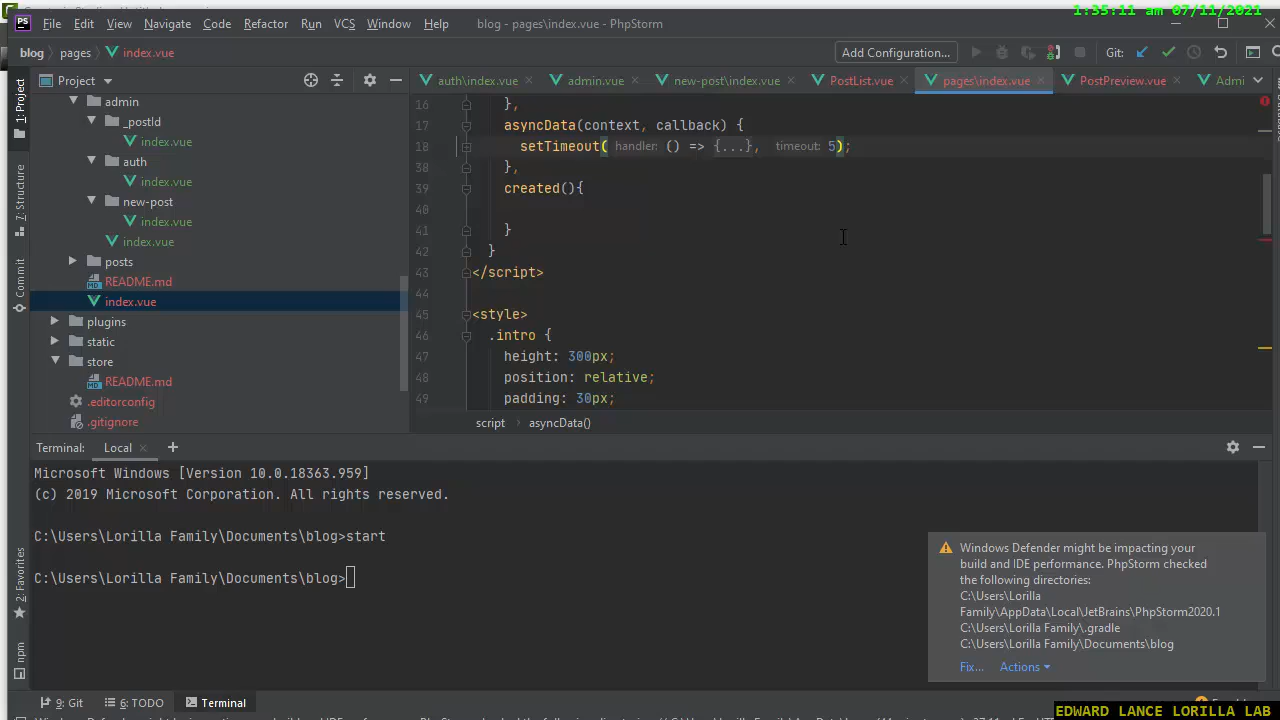 1:35:11 am 07/11/2021
PS File Edit View Navigate Code Refactor Run VCS Window Help blog - pages\index.vue - PhpStorm
blog pages index.vue Add Configuration... Git:
1: Project
7: Structure
Commit
2: Favorites
npm
Project
admin
_postId
index.vue
auth
index.vue
new-post
index.vue
index.vue
posts
README.md
index.vue
plugins
static
store
README.md
.editorconfig
.gitignore
auth\index.vue admin.vue new-post\index.vue PostList.vue pages\index.vue PostPreview.vue Admi
16 },
17 asyncData(context, callback) {
18 setTimeout( handler: () => {...}, timeout: 5);
38 },
39 created(){
40
41 }
42 }
43 </script>
44
45 <style>
46 .intro {
47 height: 300px;
48 position: relative;
49 padding: 30px;
script › asyncData()
Terminal: Local × +
Microsoft Windows [Version 10.0.18363.959]
(c) 2019 Microsoft Corporation. All rights reserved.
C:\Users\Lorilla Family\Documents\blog>start
C:\Users\Lorilla Family\Documents\blog>
Windows Defender might be impacting your
build and IDE performance. PhpStorm checked
the following directories:
C:\Users\Lorilla
Family\AppData\Local\JetBrains\PhpStorm2020.1
C:\Users\Lorilla Family\.gradle
C:\Users\Lorilla Family\Documents\blog
Fix... Actions
9: Git 6: TODO Terminal
EDWARD LANCE LORILLA LAB